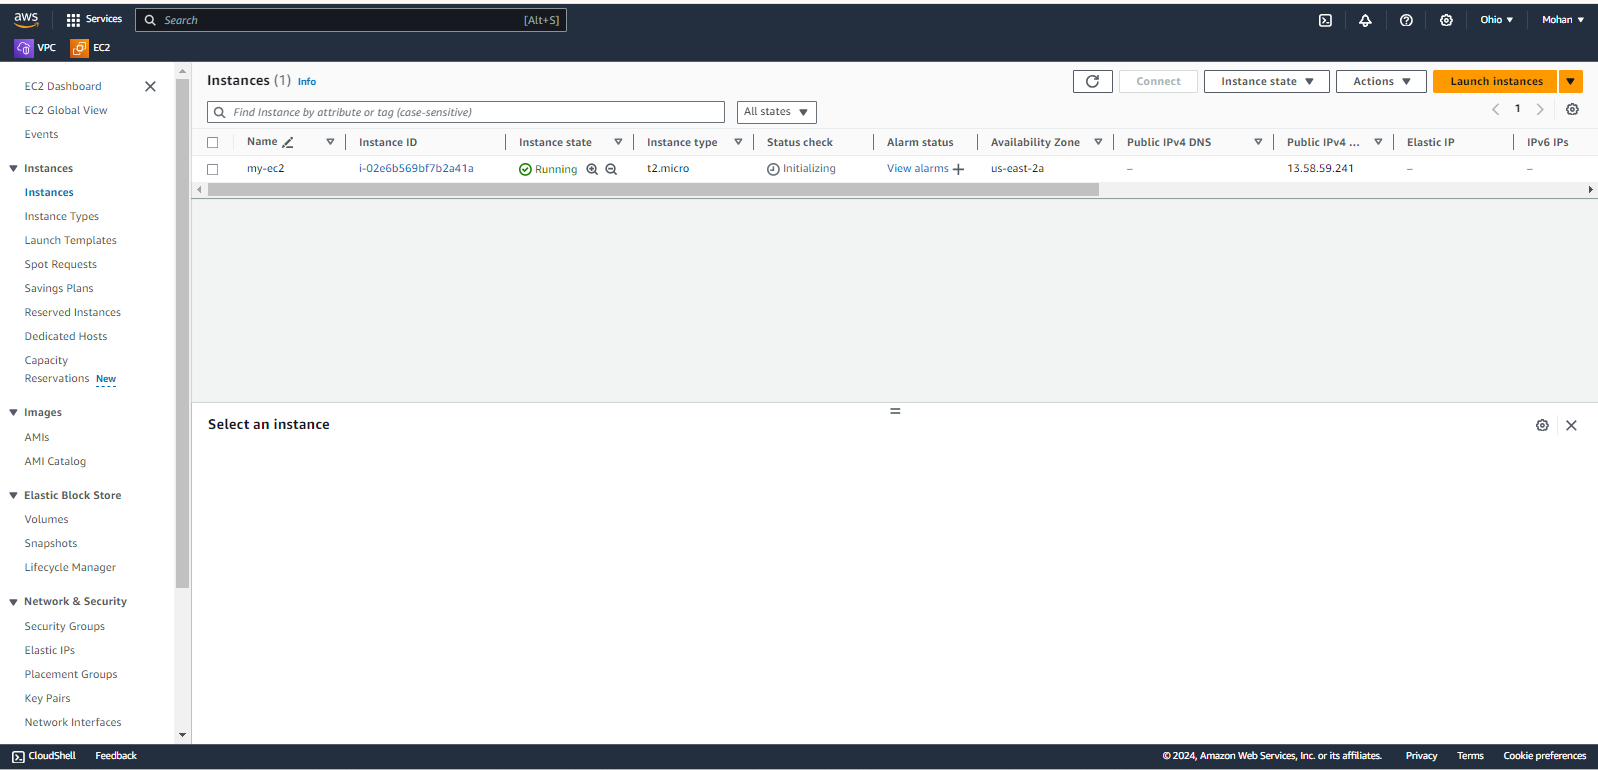 aws Services Search [Alt+S] Ohio Mohan
VPC EC2
EC2 Dashboard
EC2 Global View
Events
Instances
Instances
Instance Types
Launch Templates
Spot Requests
Savings Plans
Reserved Instances
Dedicated Hosts
Capacity
Reservations New
Images
AMIs
AMI Catalog
Elastic Block Store
Volumes
Snapshots
Lifecycle Manager
Network & Security
Security Groups
Elastic IPs
Placement Groups
Key Pairs
Network Interfaces
Instances (1) Info Connect Instance state Actions Launch instances
Find Instance by attribute or tag (case-sensitive) All states 1
Name Instance ID Instance state Instance type Status check Alarm status Availability Zone Public IPv4 DNS Public IPv4 ... Elastic IP IPv6 IPs
my-ec2 i-02e6b569bf7b2a41a Running t2.micro Initializing View alarms + us-east-2a – 13.58.59.241 – –
Select an instance
CloudShell Feedback © 2024, Amazon Web Services, Inc. or its affiliates. Privacy Terms Cookie preferences